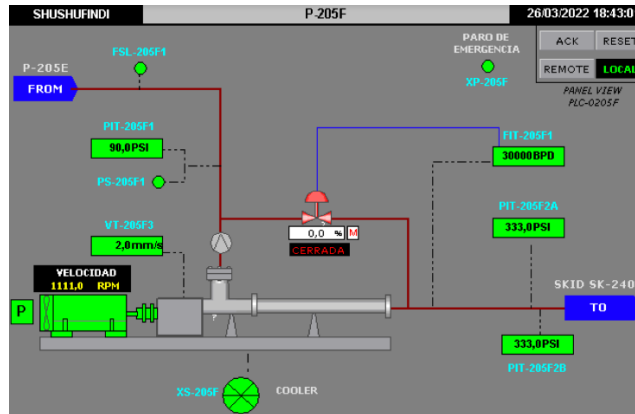 SHUSHUFINDI
P-205F
26/03/2022 18:43:0
PARO DE
EMERGENCIA
XP-205F
ACK
RESET
REMOTE
LOCAL
PANEL VIEW
PLC-0205F
FSL-205F1
P-205E
FROM
PIT-205F1
90,0PSI
PS-205F1
FIT-205F1
30000BPD
PIT-205F2A
333,0PSI
VT-205F3
2,0mm/s
0,0 % M
CERRADA
VELOCIDAD
1111,0 RPM
P
P
SKID SK-240
TO
333,0PSI
PIT-205F2B
XS-205F
COOLER